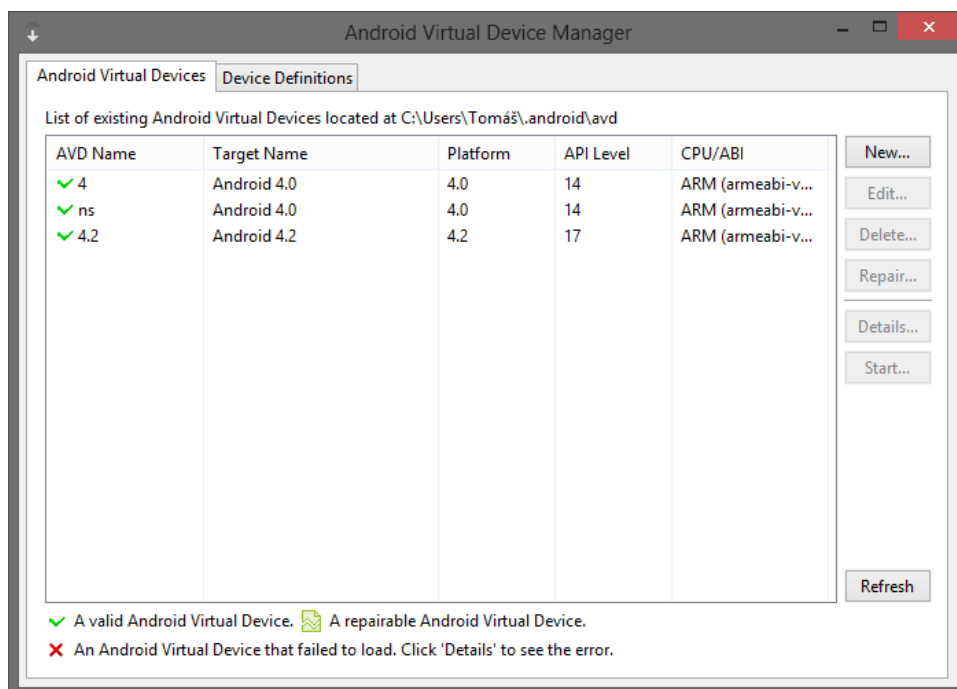 Android Virtual Device Manager
Android Virtual Devices Device Definitions
List of existing Android Virtual Devices located at C:\Users\Tomáš\.android\avd
AVD Name Target Name Platform API Level CPU/ABI
4 Android 4.0 4.0 14 ARM (armeabi-v...
ns Android 4.0 4.0 14 ARM (armeabi-v...
4.2 Android 4.2 4.2 17 ARM (armeabi-v...
New...
Edit...
Delete...
Repair...
Details...
Start...
Refresh
A valid Android Virtual Device. A repairable Android Virtual Device.
An Android Virtual Device that failed to load. Click 'Details' to see the error.